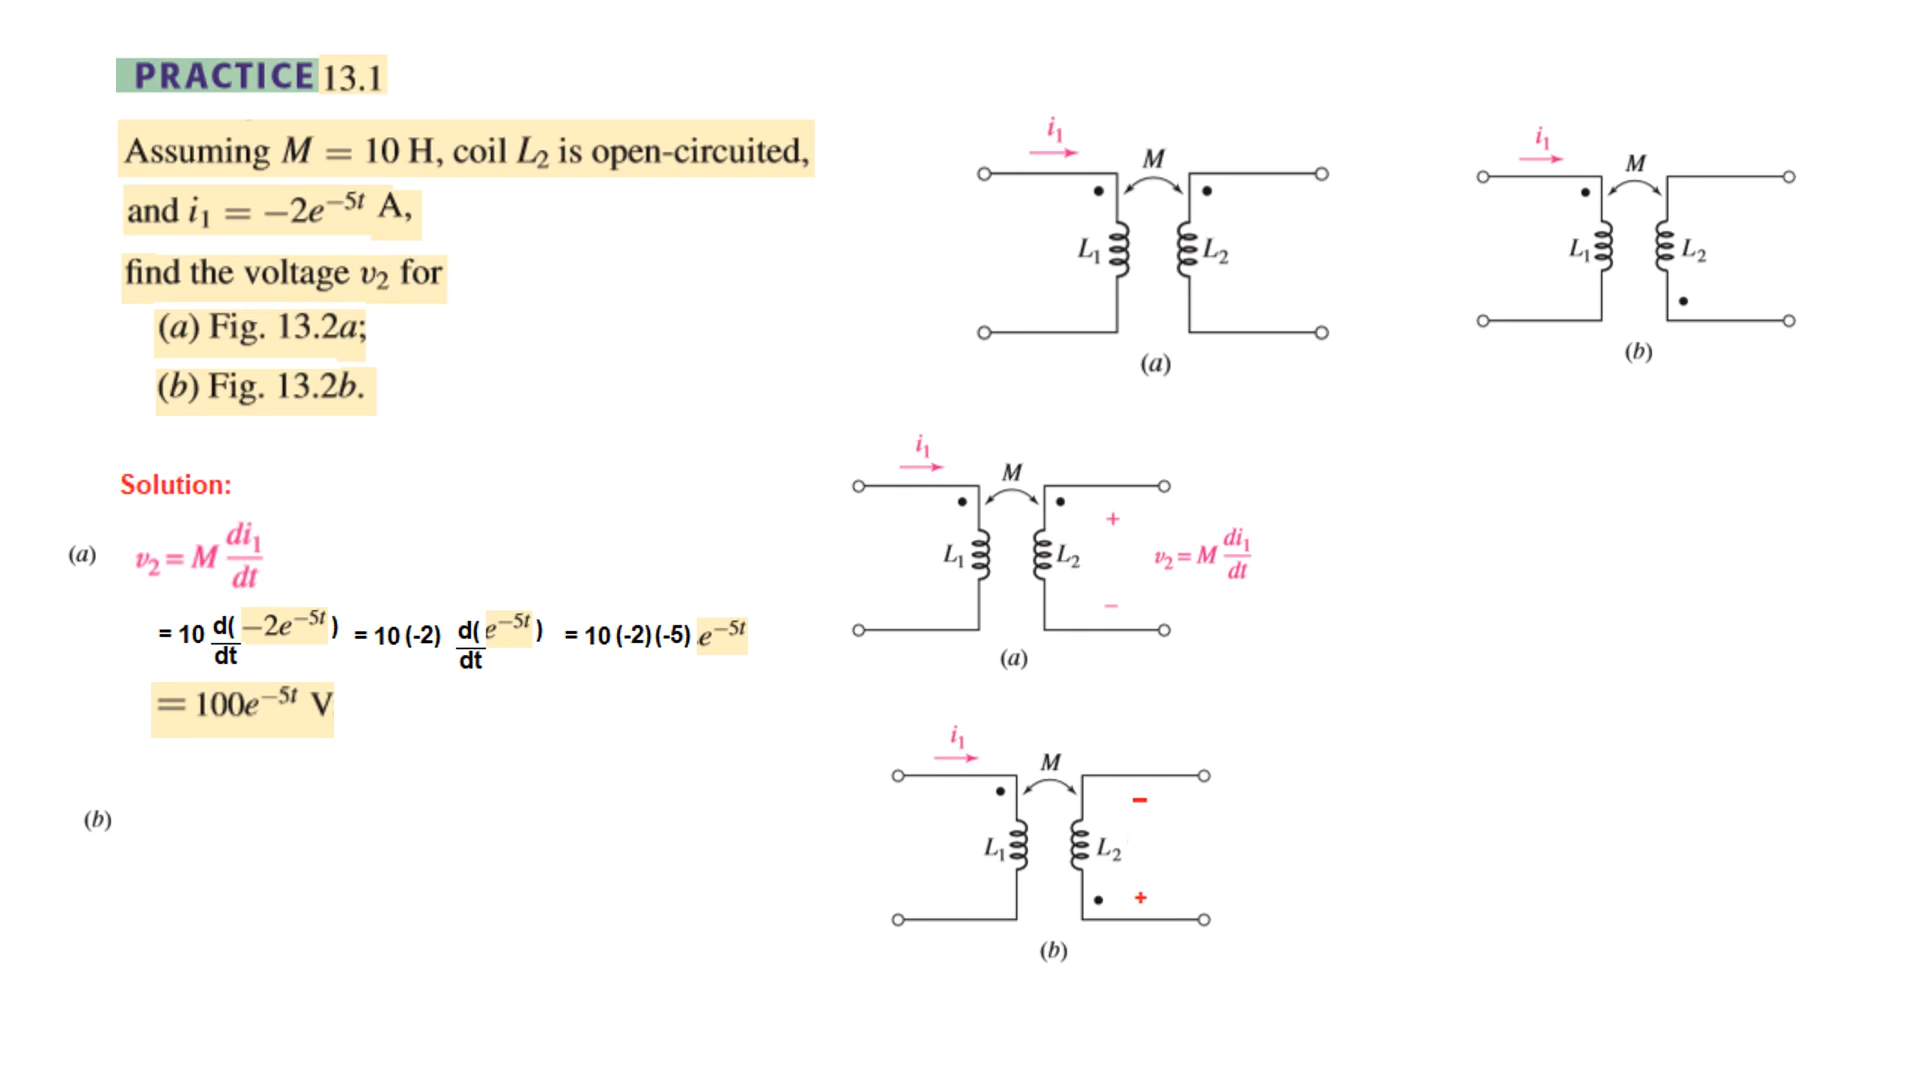 PRACTICE 13.1
Assuming M = 10 H, coil L₂ is open-circuited,
and i₁ = −2e⁻⁵ᵗ A,
find the voltage v₂ for
(a) Fig. 13.2a;
(b) Fig. 13.2b.
i₁
M
L₁
L₂
(a)
i₁
M
L₁
L₂
(b)
Solution:
(a) v₂ = M di₁/dt
= 10 d(−2e⁻⁵ᵗ)/dt = 10 (-2) d(e⁻⁵ᵗ)/dt = 10 (-2)(-5) e⁻⁵ᵗ
= 100e⁻⁵ᵗ V
i₁
M
L₁
L₂
+
v₂ = M di₁/dt
−
(a)
(b)
i₁
M
−
L₁
L₂
+
(b)